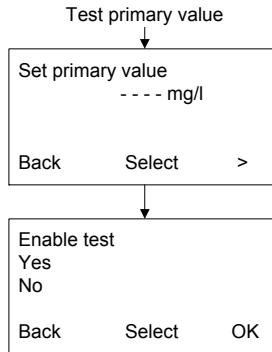 Test primary value
Set primary value
- - - - mg/l
Back Select >
Enable test
Yes
No
Back Select OK